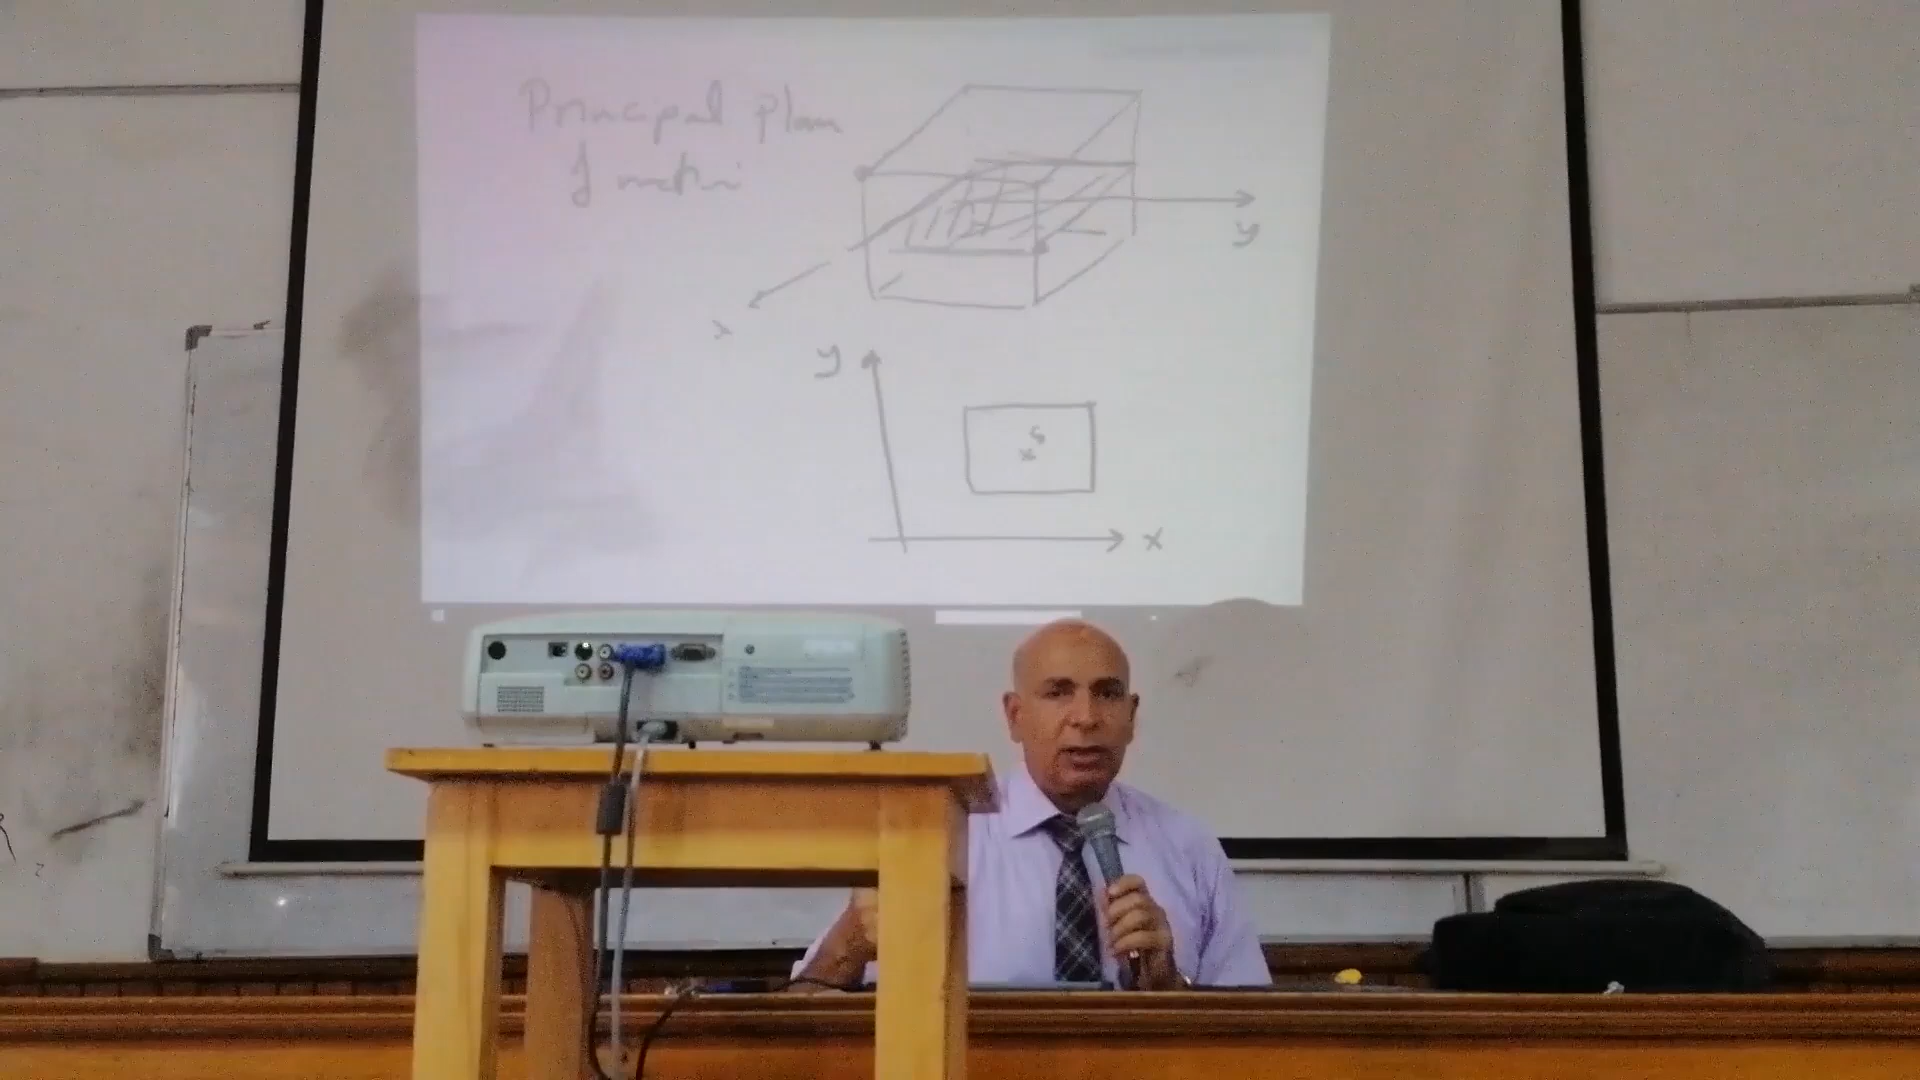 Principal plan
of motion
y
x
y
G
x
x